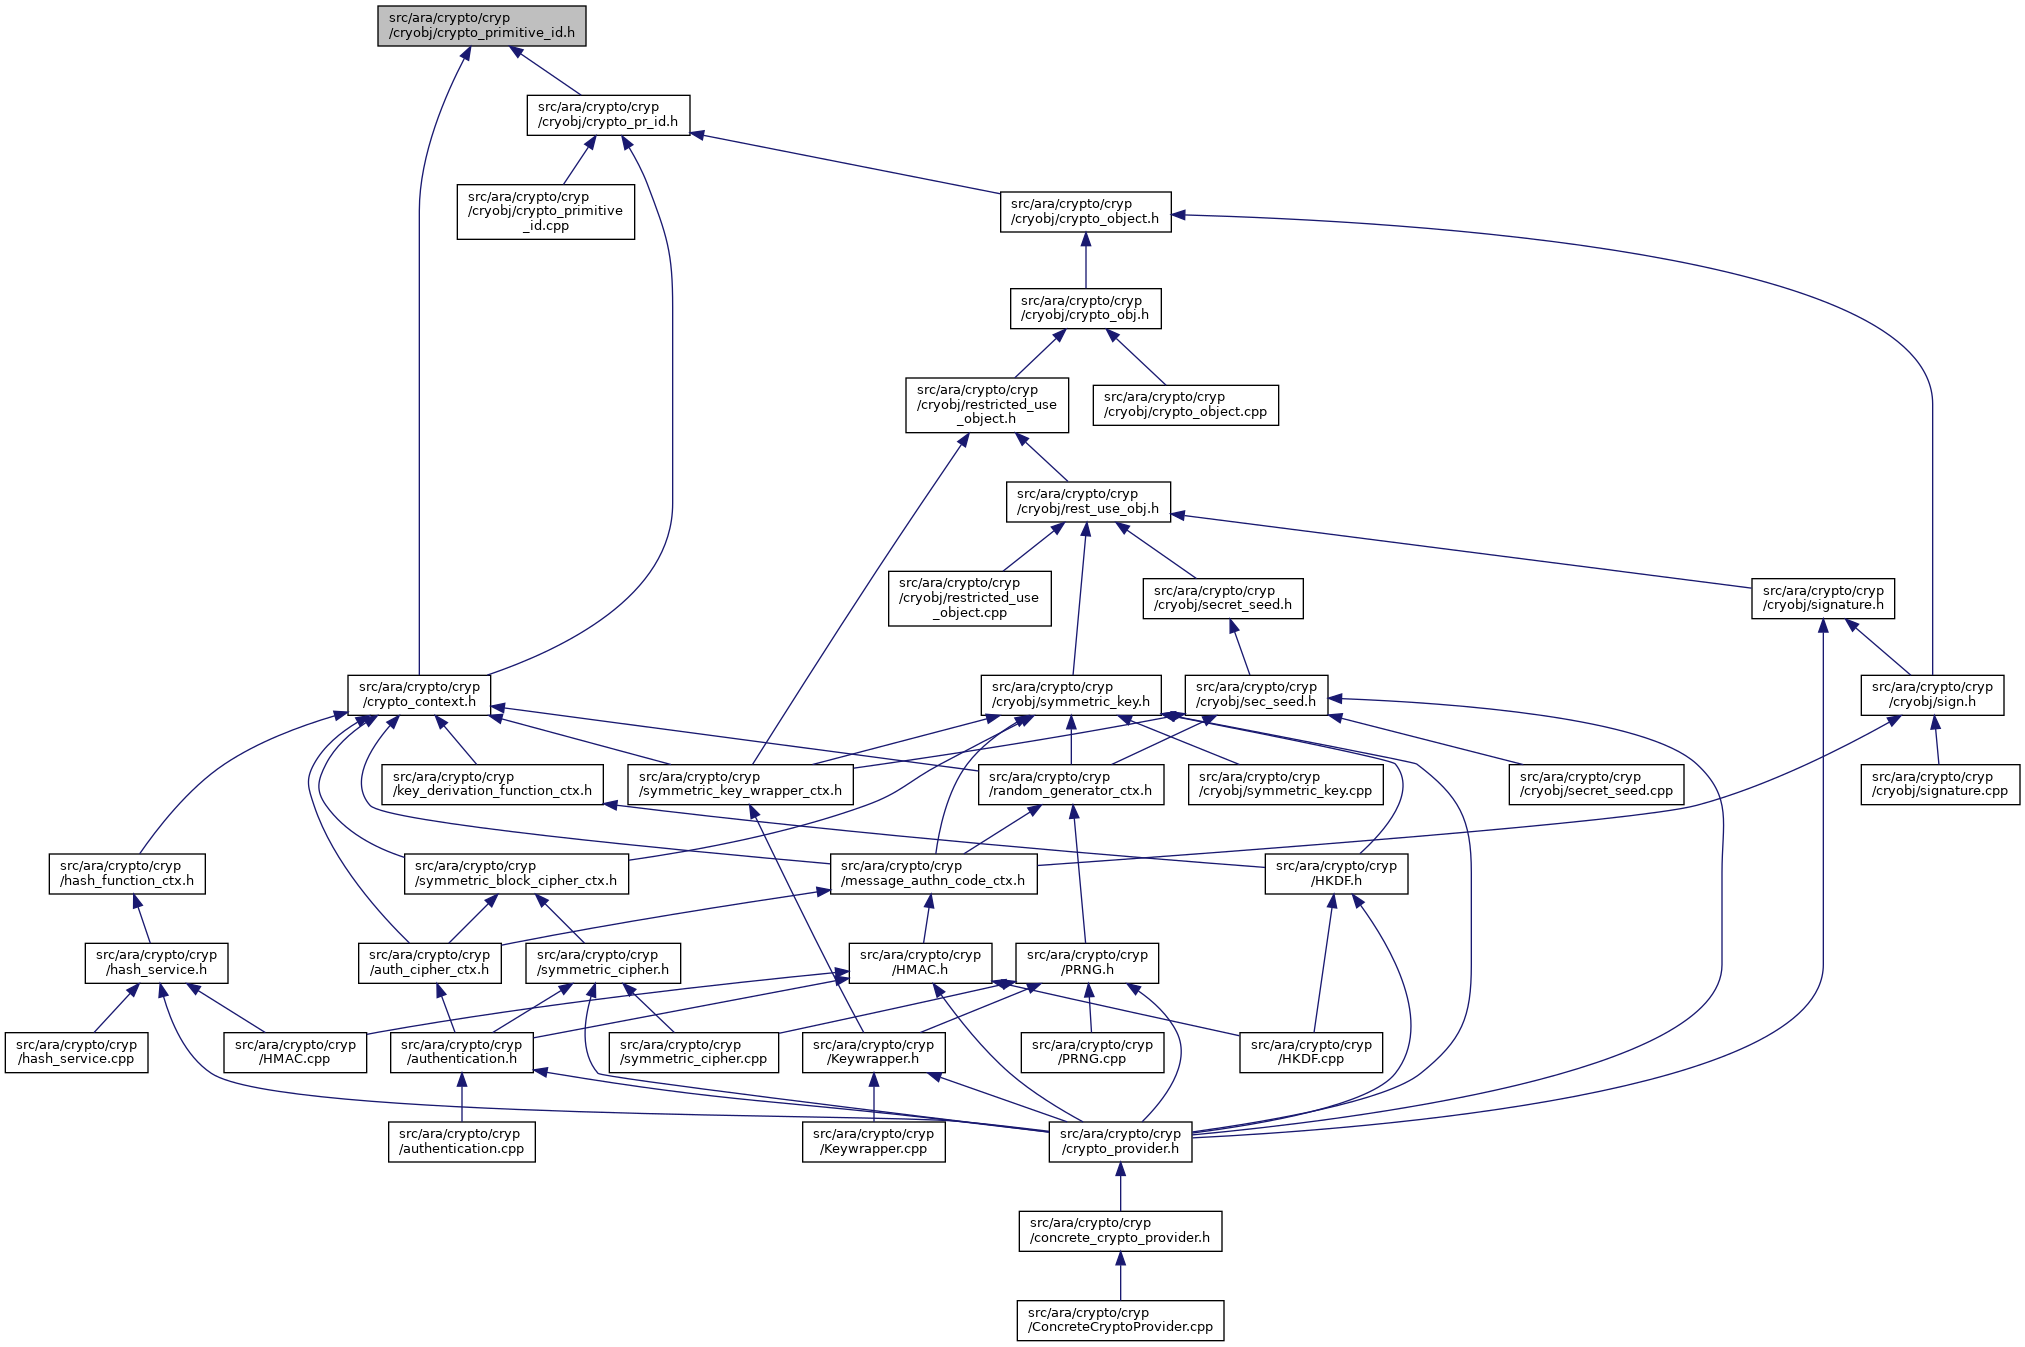 src/ara/crypto/cryp
/cryobj/crypto_primitive_id.h
src/ara/crypto/cryp
/cryobj/crypto_pr_id.h
src/ara/crypto/cryp
/cryobj/crypto_primitive
_id.cpp
src/ara/crypto/cryp
/cryobj/crypto_object.h
src/ara/crypto/cryp
/cryobj/crypto_obj.h
src/ara/crypto/cryp
/cryobj/restricted_use
_object.h
src/ara/crypto/cryp
/cryobj/crypto_object.cpp
src/ara/crypto/cryp
/cryobj/rest_use_obj.h
src/ara/crypto/cryp
/cryobj/restricted_use
_object.cpp
src/ara/crypto/cryp
/cryobj/secret_seed.h
src/ara/crypto/cryp
/cryobj/signature.h
src/ara/crypto/cryp
/crypto_context.h
src/ara/crypto/cryp
/cryobj/symmetric_key.h
src/ara/crypto/cryp
/cryobj/sec_seed.h
src/ara/crypto/cryp
/cryobj/sign.h
src/ara/crypto/cryp
/key_derivation_function_ctx.h
src/ara/crypto/cryp
/symmetric_key_wrapper_ctx.h
src/ara/crypto/cryp
/random_generator_ctx.h
src/ara/crypto/cryp
/cryobj/symmetric_key.cpp
src/ara/crypto/cryp
/cryobj/secret_seed.cpp
src/ara/crypto/cryp
/cryobj/signature.cpp
src/ara/crypto/cryp
/hash_function_ctx.h
src/ara/crypto/cryp
/symmetric_block_cipher_ctx.h
src/ara/crypto/cryp
/message_authn_code_ctx.h
src/ara/crypto/cryp
/HKDF.h
src/ara/crypto/cryp
/hash_service.h
src/ara/crypto/cryp
/auth_cipher_ctx.h
src/ara/crypto/cryp
/symmetric_cipher.h
src/ara/crypto/cryp
/HMAC.h
src/ara/crypto/cryp
/PRNG.h
src/ara/crypto/cryp
/hash_service.cpp
src/ara/crypto/cryp
/HMAC.cpp
src/ara/crypto/cryp
/authentication.h
src/ara/crypto/cryp
/symmetric_cipher.cpp
src/ara/crypto/cryp
/Keywrapper.h
src/ara/crypto/cryp
/PRNG.cpp
src/ara/crypto/cryp
/HKDF.cpp
src/ara/crypto/cryp
/authentication.cpp
src/ara/crypto/cryp
/Keywrapper.cpp
src/ara/crypto/cryp
/crypto_provider.h
src/ara/crypto/cryp
/concrete_crypto_provider.h
src/ara/crypto/cryp
/ConcreteCryptoProvider.cpp